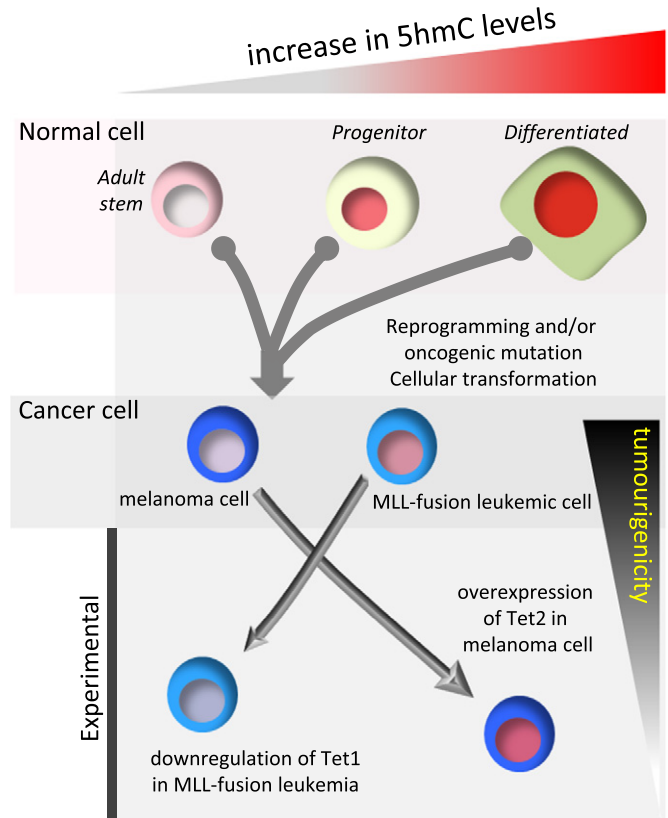 increase in 5hmC levels
Normal cell
Progenitor
Differentiated
Adult
stem
Reprogramming and/or
oncogenic mutation
Cellular transformation
Cancer cell
melanoma cell
MLL-fusion leukemic cell
tumourigenicity
Experimental
overexpression
of Tet2 in
melanoma cell
downregulation of Tet1
in MLL-fusion leukemia